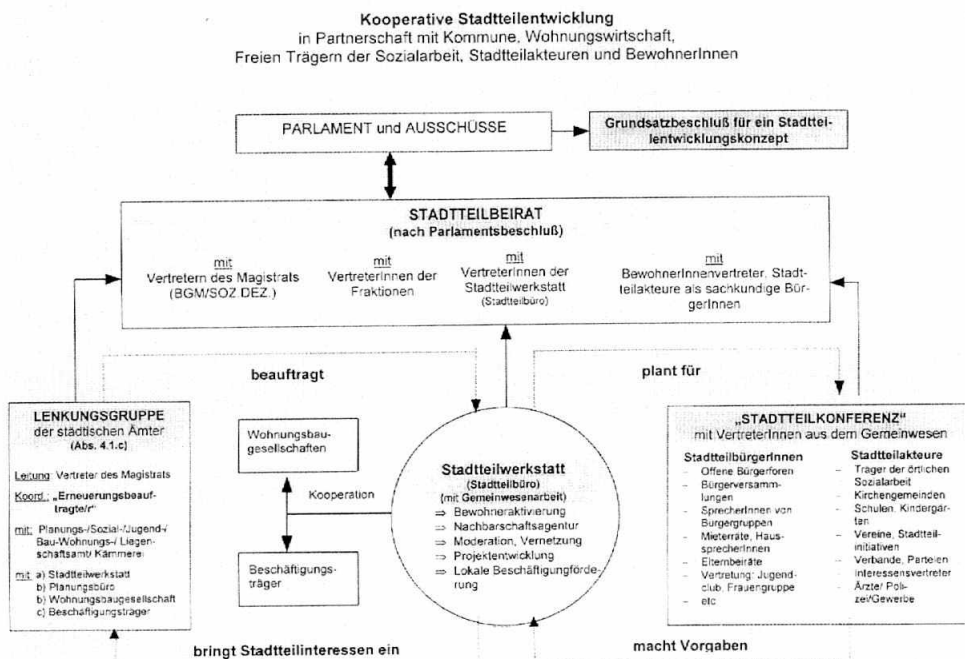 Kooperative Stadtteilentwicklung
in Partnerschaft mit Kommune, Wohnungswirtschaft,
Freien Trägern der Sozialarbeit, Stadtteilakteuren und BewohnerInnen
PARLAMENT und AUSSCHÜSSE
Grundsatzbeschluß für ein Stadttei-
lentwicklungskonzept
STADTTEILBEIRAT
(nach Parlamentsbeschluß)
mit
Vertretern des Magistrats
(BGM/SOZ.DEZ.)
mit
VertreterInnen der
Fraktionen
mit
VertreterInnen der
Stadtteilwerkstatt
(Stadtteilbüro)
mit
BewohnerInnenvertreter, Stadt-
teilakteure als sachkundige Bür-
gerInnen
beauftragt
plant für
LENKUNGSGRUPPE
der städtischen Ämter
(Abs. 4.1.c)
Leitung: Vertreter des Magistrats
Koord.: „Erneuerungsbeauf-
tragte/r"
mit: Planungs-/Sozial-/Jugend-/
Bau-Wohnungs-/ Liegen-
schaftsamt/ Kämmerei
mit a) Stadtteilwerkstatt
b) Planungsbüro
b) Wohnungsbaugesellschaft
c) Beschäftigungsträger
Wohnungsbau-
gesellschaften
Kooperation
Beschäftigungs-
träger
Stadtteilwerkstatt
(Stadtteilbüro)
(mit Gemeinwesenarbeit)
⇒ Bewohneraktivierung
⇒ Nachbarschaftsagentur
⇒ Moderation, Vernetzung
⇒ Projektentwicklung
⇒ Lokale Beschäftigungförde-
rung
„STADTTEILKONFERENZ"
mit VertreterInnen aus dem Gemeinwesen
StadtteilbürgerInnen
- Offene Bürgerforen
- Bürgerversamm-
lungen
- SprecherInnen von
Bürgergruppen
- Mieterräte, Haus-
sprecherInnen
- Elternbeiräte
- Vertretung: Jugend-
club, Frauengruppe
- etc
Stadtteilakteure
- Träger der örtlichen
Sozialarbeit
- Kirchengemeinden
- Schulen, Kindergär-
ten
- Vereine, Stadtteil-
initiativen
- Verbände, Parteien
- Interessensvertreter
- Ärzte/ Poli-
zei/Gewerbe
bringt Stadtteilinteressen ein
macht Vorgaben